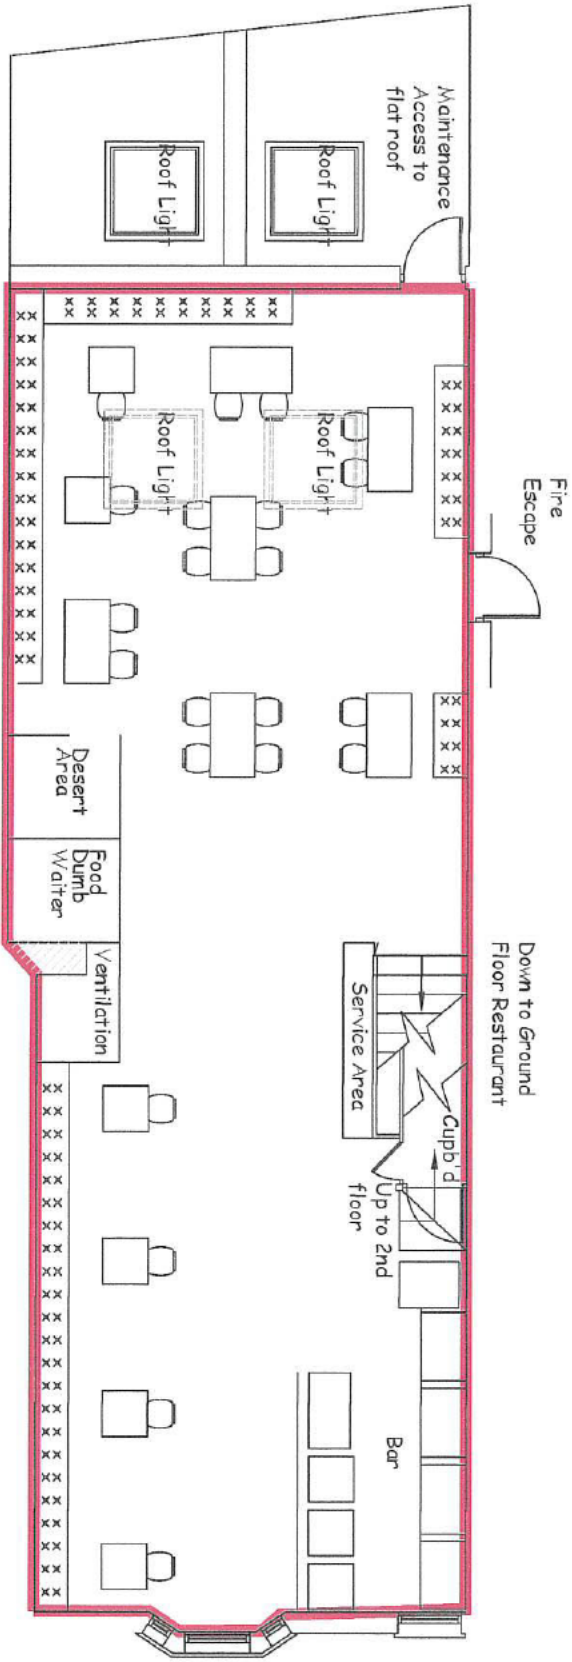 Maintenance
Access to
flat roof
Roof Light
Roof Light
Roof Light
Roof Light
Fire
Escape
Desert
Area
Food
Dumb
Waiter
Ventilation
Down to Ground
Floor Restaurant
Service Area
Cupb'd
Up to 2nd
floor
Bar